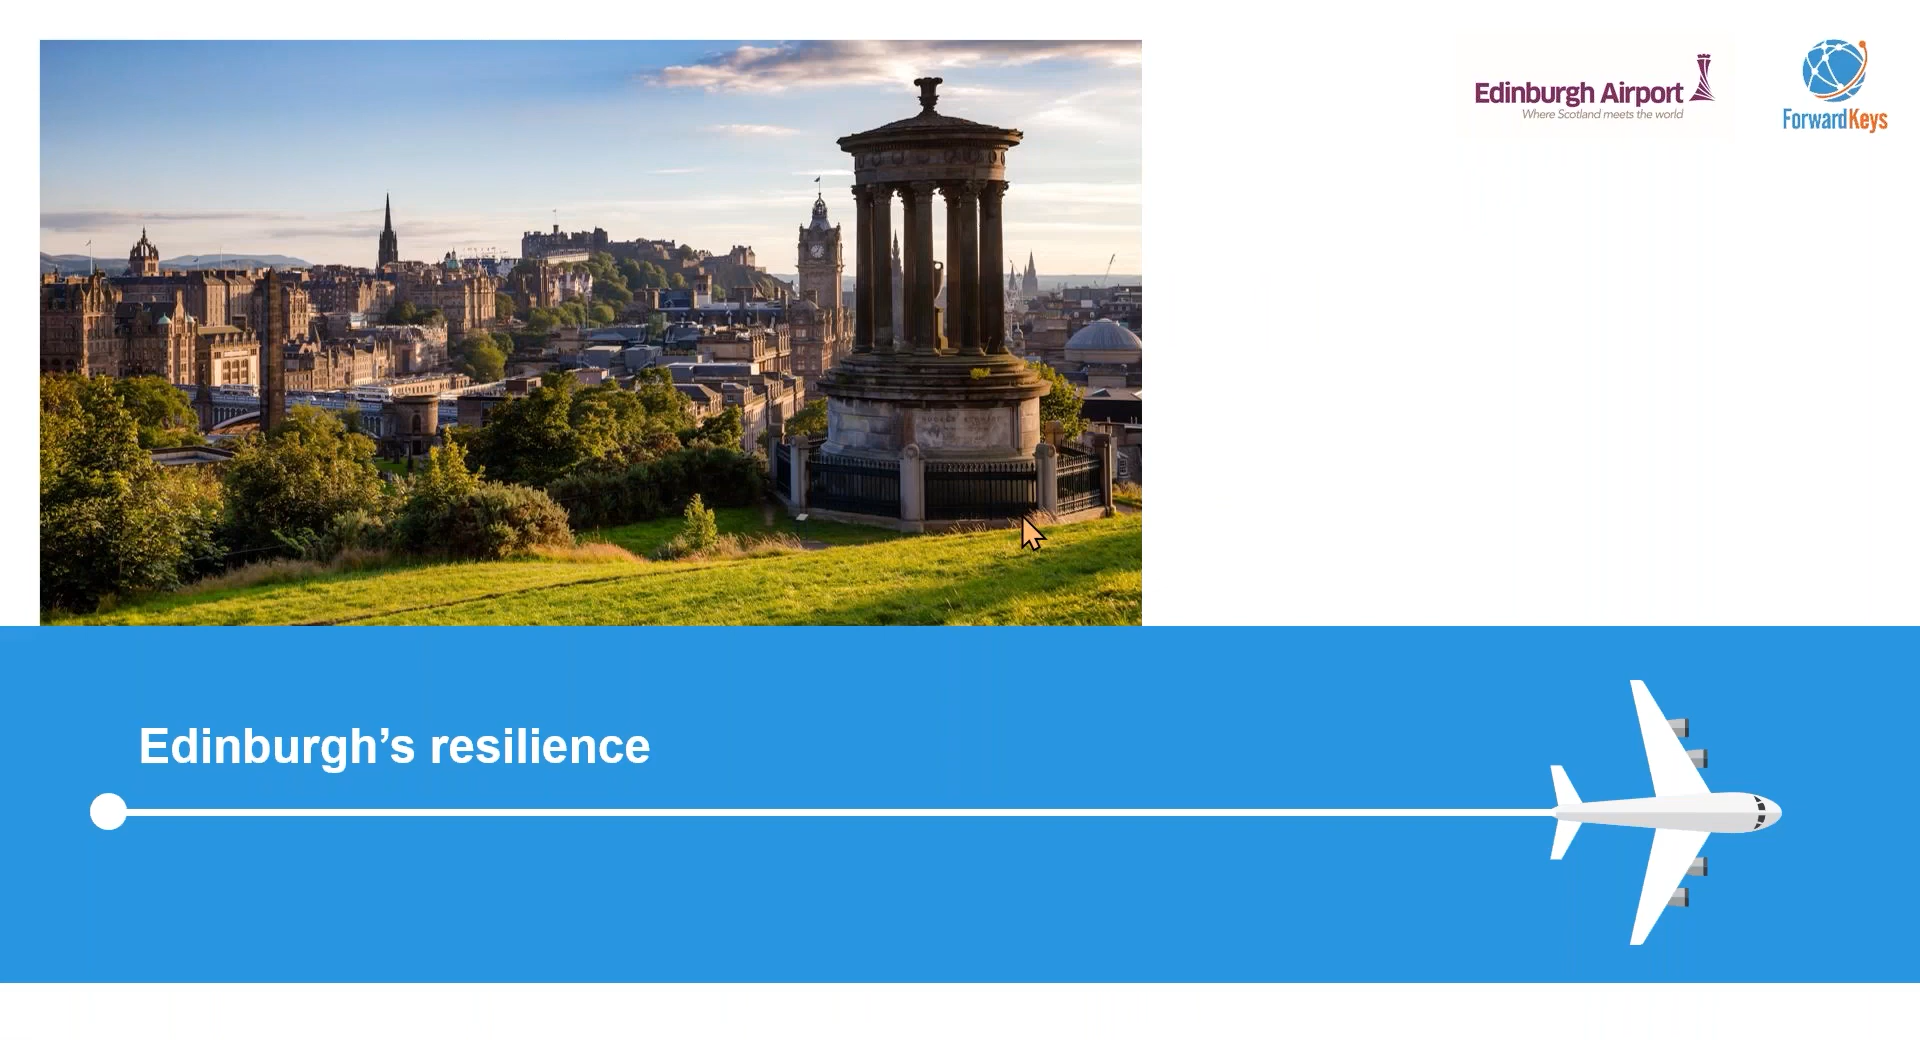 Edinburgh Airport
Where Scotland meets the world
ForwardKeys
Edinburgh’s resilience